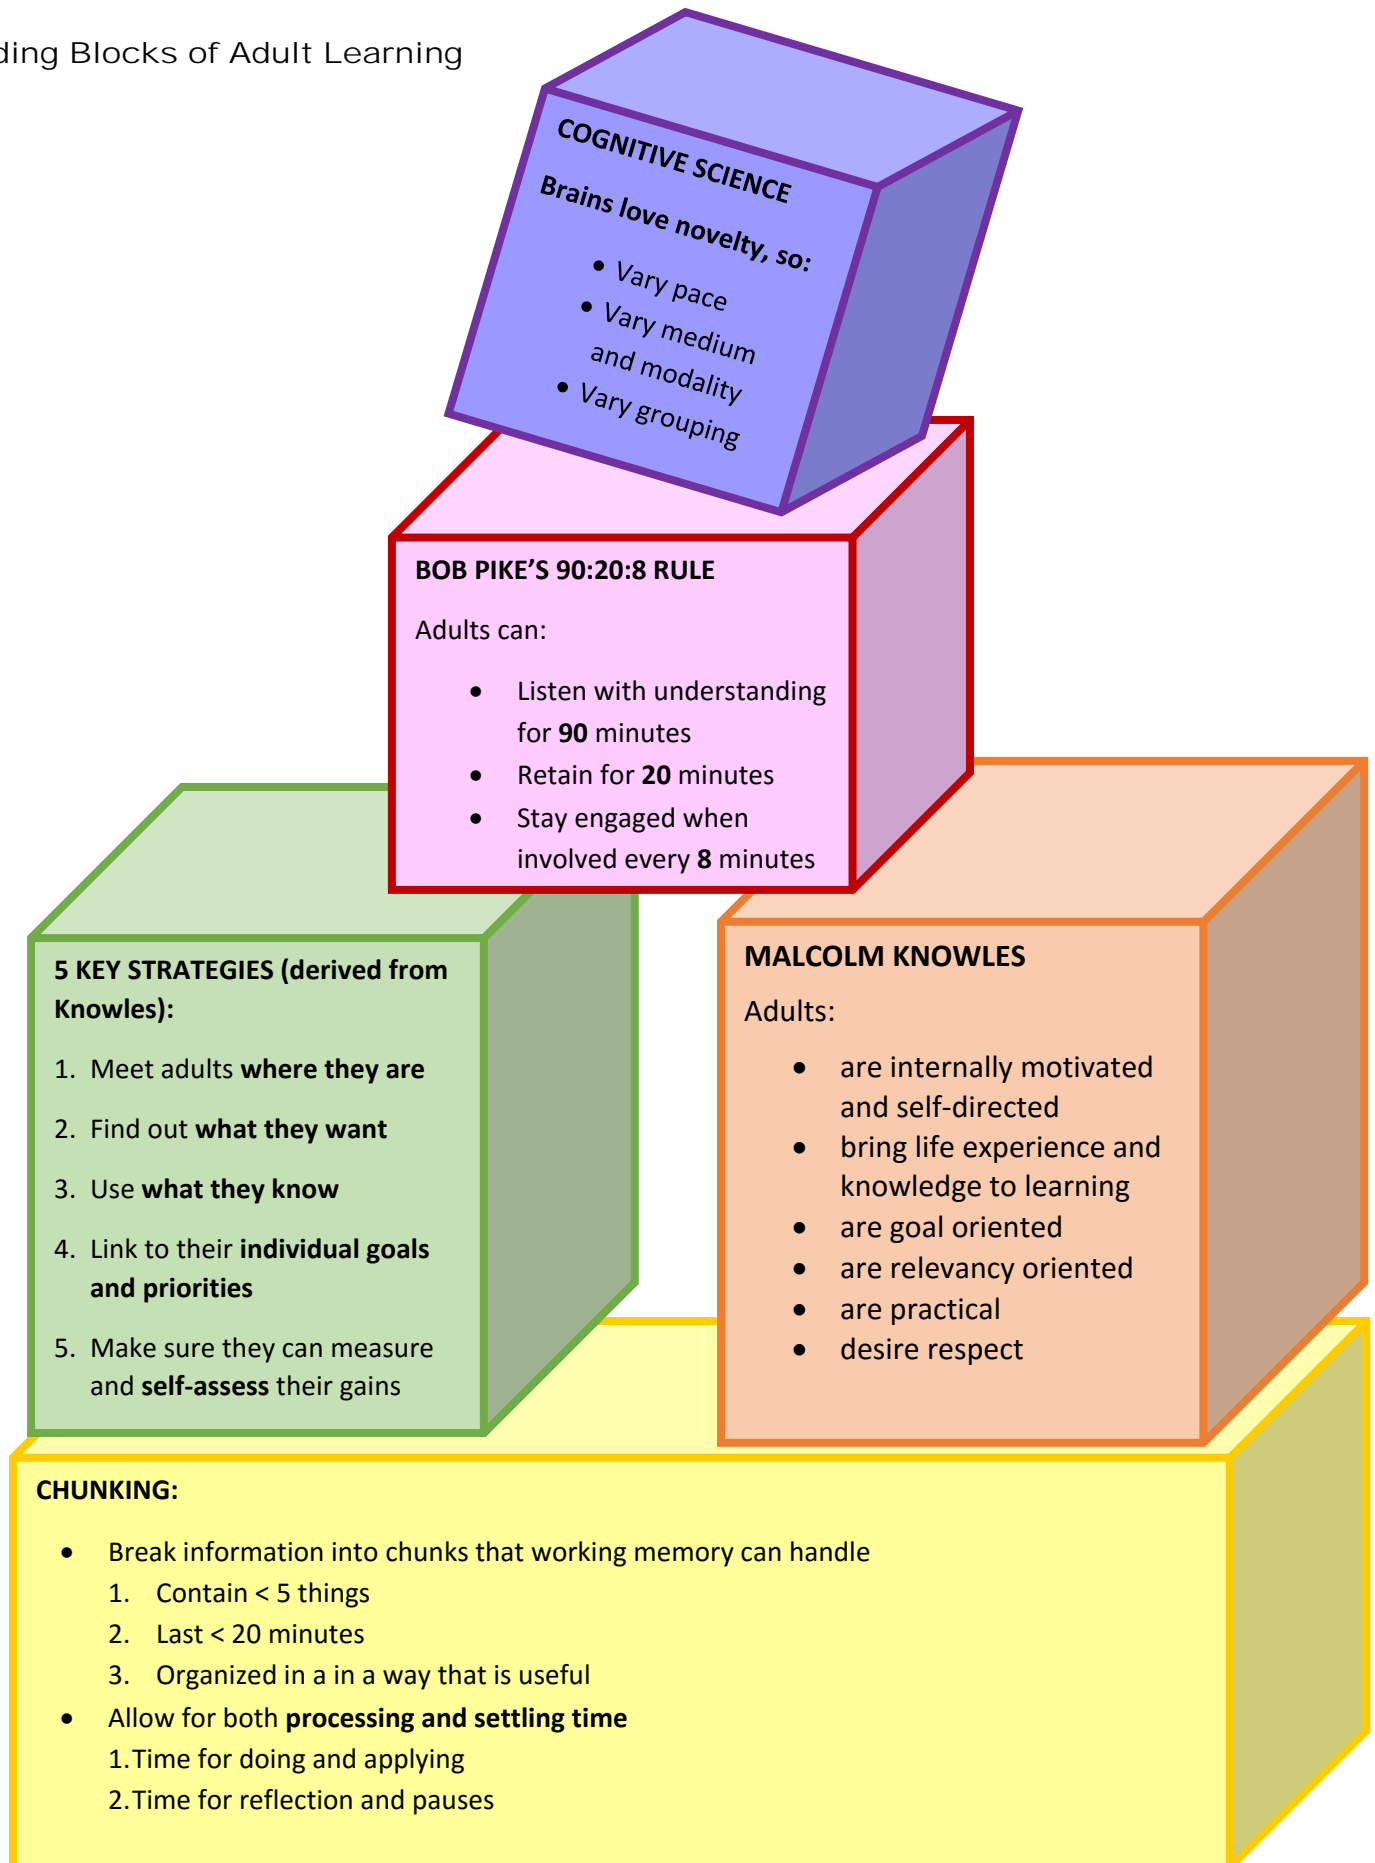 ding Blocks of Adult Learning
COGNITIVE SCIENCE
Brains love novelty, so:
• Vary pace
• Vary medium
and modality
• Vary grouping
BOB PIKE’S 90:20:8 RULE
Adults can:
• Listen with understanding
for 90 minutes
• Retain for 20 minutes
• Stay engaged when
involved every 8 minutes
5 KEY STRATEGIES (derived from
Knowles):
1. Meet adults where they are
2. Find out what they want
3. Use what they know
4. Link to their individual goals
and priorities
5. Make sure they can measure
and self-assess their gains
MALCOLM KNOWLES
Adults:
• are internally motivated
and self-directed
• bring life experience and
knowledge to learning
• are goal oriented
• are relevancy oriented
• are practical
• desire respect
CHUNKING:
• Break information into chunks that working memory can handle
1. Contain < 5 things
2. Last < 20 minutes
3. Organized in a in a way that is useful
• Allow for both processing and settling time
1.Time for doing and applying
2.Time for reflection and pauses